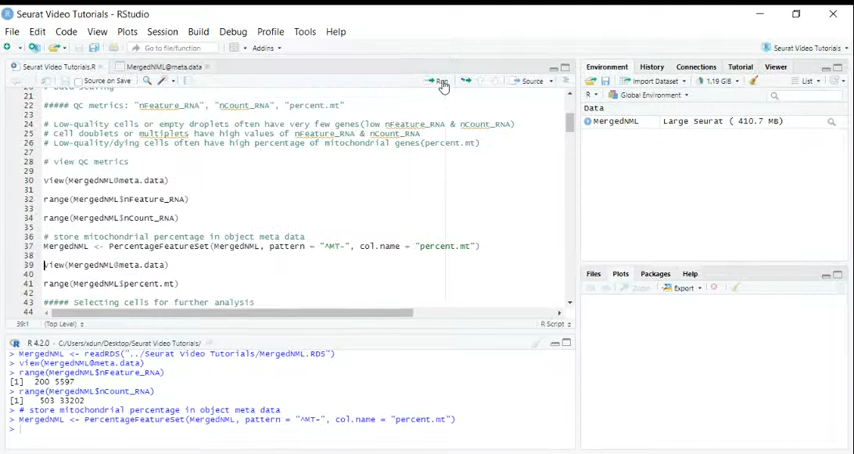 Seurat Video Tutorials - RStudio
File Edit Code View Plots Session Build Debug Profile Tools Help
Go to file/function Addins Seurat Video Tutorials
Seurat Video Tutorials.R MergedNML@meta.data
Source on Save Run Source
20 # data scaling
21
22 ##### QC metrics: "nFeature_RNA", "nCount_RNA", "percent.mt"
23
24 # Low-quality cells or empty droplets often have very few genes(low nFeature_RNA & nCount_RNA)
25 # Cell doublets or multiplets have high values of nFeature_RNA & nCount_RNA
26 # Low-quality/dying cells often have high percentage of mitochondrial genes(percent.mt)
27
28 # view QC metrics
29
30 view(MergedNML@meta.data)
31
32 range(MergedNML$nFeature_RNA)
33
34 range(MergedNML$nCount_RNA)
35
36 # store mitochondrial percentage in object meta data
37 MergedNML <- PercentageFeatureSet(MergedNML, pattern = "^MT-", col.name = "percent.mt")
38
39 view(MergedNML@meta.data)
40
41 range(MergedNML$percent.mt)
42
43 ##### Selecting cells for further analysis
44
39:1 (Top Level) R Script
R 4.2.0 · C:/Users/xdun/Desktop/Seurat Video Tutorials/
> MergedNML <- readRDS("../Seurat Video Tutorials/MergedNML.RDS")
> view(MergedNML@meta.data)
> range(MergedNML$nFeature_RNA)
[1] 200 5597
> range(MergedNML$nCount_RNA)
[1] 503 33202
> # store mitochondrial percentage in object meta data
> MergedNML <- PercentageFeatureSet(MergedNML, pattern = "^MT-", col.name = "percent.mt")
>
Environment History Connections Tutorial Viewer
Import Dataset 1.19 GiB List
R Global Environment
Data
MergedNML Large Seurat ( 410.7 MB)
Files Plots Packages Help
Zoom Export